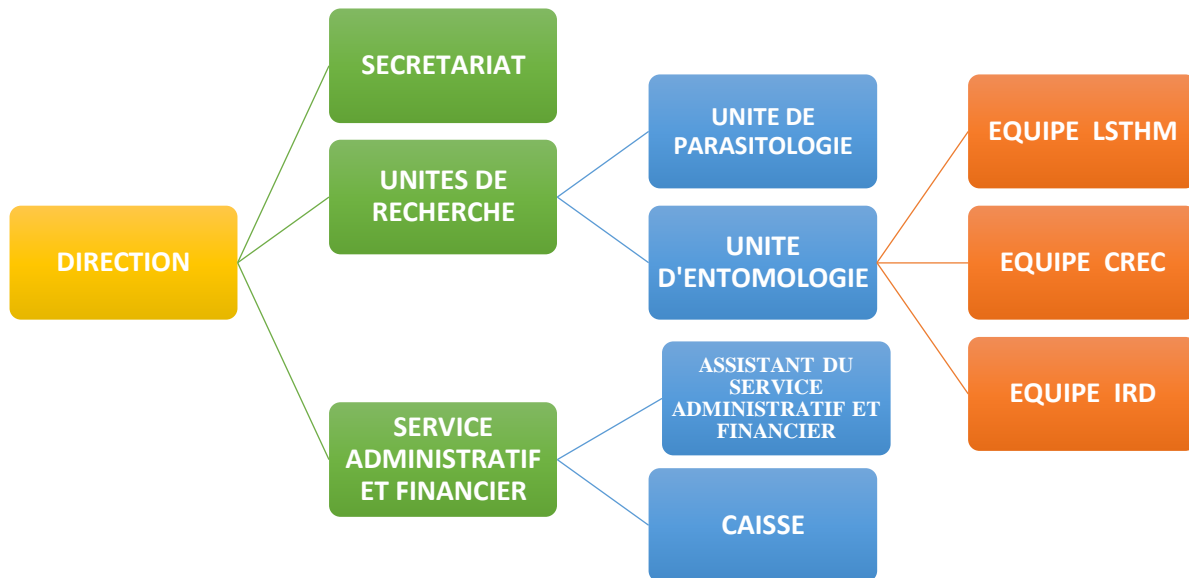 SECRETARIAT
UNITE DE
PARASITOLOGIE
EQUIPE LSTHM
UNITES DE
RECHERCHE
DIRECTION
UNITE
D'ENTOMOLOGIE
EQUIPE CREC
ASSISTANT DU
SERVICE
ADMINISTRATIF ET
FINANCIER
EQUIPE IRD
SERVICE
ADMINISTRATIF
ET FINANCIER
CAISSE